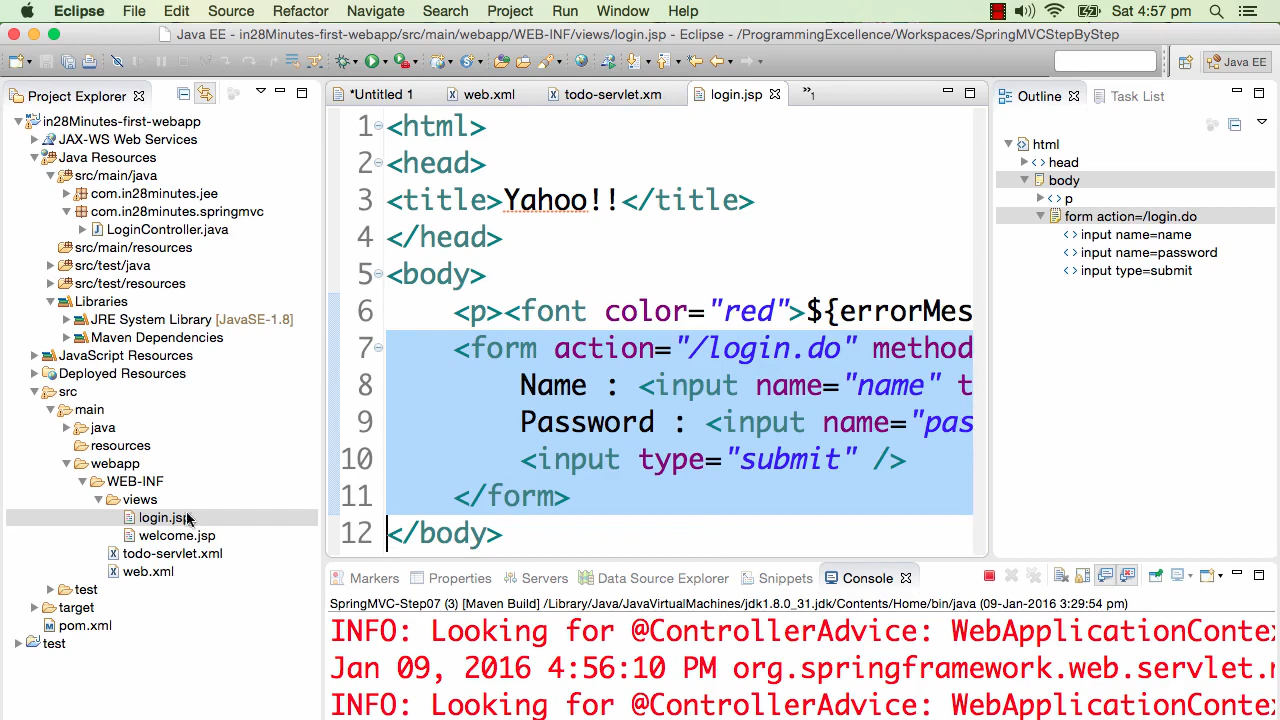 Eclipse File Edit Source Refactor Navigate Search Project Run Window Help Sat 4:57 pm
Java EE - in28Minutes-first-webapp/src/main/webapp/WEB-INF/views/login.jsp - Eclipse - /ProgrammingExcellence/Workspaces/SpringMVCStepByStep
Java EE
Project Explorer
in28Minutes-first-webapp
JAX-WS Web Services
Java Resources
src/main/java
com.in28minutes.jee
com.in28minutes.springmvc
LoginController.java
src/main/resources
src/test/java
src/test/resources
Libraries
JRE System Library [JavaSE-1.8]
Maven Dependencies
JavaScript Resources
Deployed Resources
src
main
java
resources
webapp
WEB-INF
views
login.jsp
welcome.jsp
todo-servlet.xml
web.xml
test
target
pom.xml
test
*Untitled 1 web.xml todo-servlet.xm login.jsp »1
1 <html>
2 <head>
3 <title>Yahoo!!</title>
4 </head>
5 <body>
6 <p><font color="red">${errorMes
7 <form action="/login.do" method
8 Name : <input name="name" t
9 Password : <input name="pas
10 <input type="submit" />
11 </form>
12 </body>
Outline Task List
html
head
body
p
form action=/login.do
input name=name
input name=password
input type=submit
Markers Properties Servers Data Source Explorer Snippets Console
SpringMVC-Step07 (3) [Maven Build] /Library/Java/JavaVirtualMachines/jdk1.8.0_31.jdk/Contents/Home/bin/java (09-Jan-2016 3:29:54 pm)
INFO: Looking for @ControllerAdvice: WebApplicationConte
Jan 09, 2016 4:56:10 PM org.springframework.web.servlet.
INFO: Looking for @ControllerAdvice: WebApplicationConte